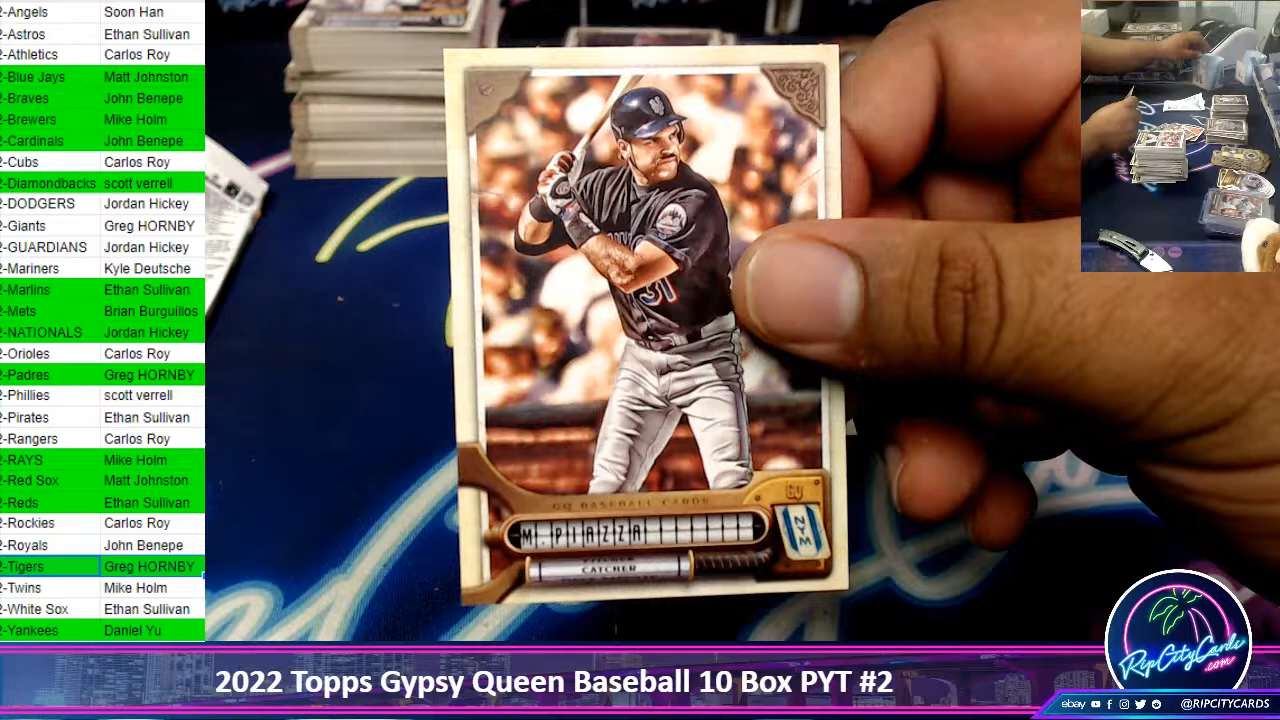 2-Angels Soon Han
2-Astros Ethan Sullivan
2-Athletics Carlos Roy
2-Blue Jays Matt Johnston
2-Braves John Benepe
2-Brewers Mike Holm
2-Cardinals John Benepe
2-Cubs Carlos Roy
2-Diamondbacks scott verrell
2-DODGERS Jordan Hickey
2-Giants Greg HORNBY
2-GUARDIANS Jordan Hickey
2-Mariners Kyle Deutsche
2-Marlins Ethan Sullivan
2-Mets Brian Burguillos
2-NATIONALS Jordan Hickey
2-Orioles Carlos Roy
2-Padres Greg HORNBY
2-Phillies scott verrell
2-Pirates Ethan Sullivan
2-Rangers Carlos Roy
2-RAYS Mike Holm
2-Red Sox Matt Johnston
2-Reds Ethan Sullivan
2-Rockies Carlos Roy
2-Royals John Benepe
2-Tigers Greg HORNBY
2-Twins Mike Holm
2-White Sox Ethan Sullivan
2-Yankees Daniel Yu
31
GQ BASEBALL CARDS
GQ
M.PIAZZA
NYM
CATCHER
RipCityCards
.com
2022 Topps Gypsy Queen Baseball 10 Box PYT #2
ebay @RIPCITYCARDS